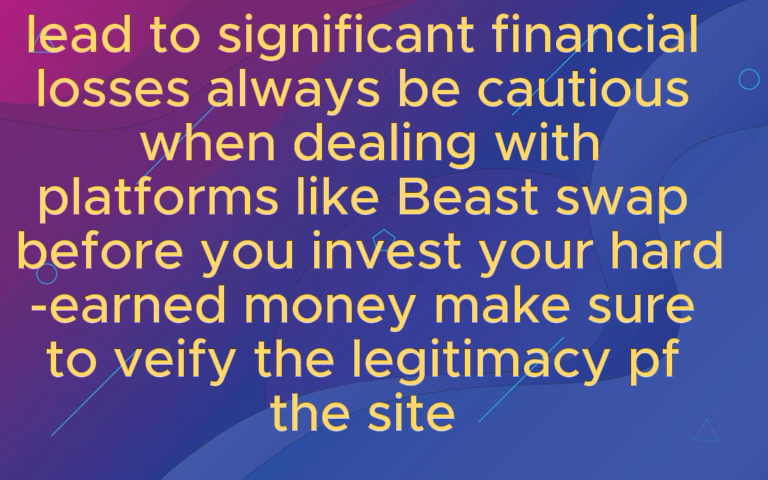 lead to significant financial
losses always be cautious
when dealing with
platforms like Beast swap
before you invest your hard
-earned money make sure
to veify the legitimacy pf
the site